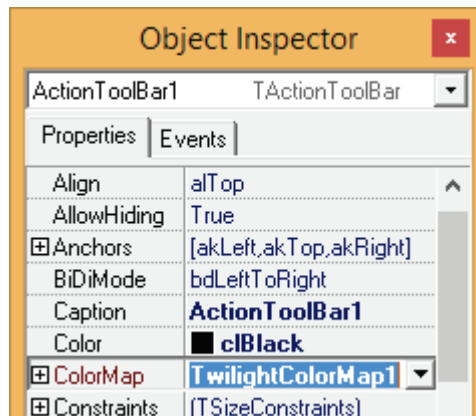 Object Inspector x
ActionToolBar1 TActionToolBar
Properties Events
Align alTop
AllowHiding True
Anchors [akLeft,akTop,akRight]
BiDiMode bdLeftToRight
Caption ActionToolBar1
Color clBlack
ColorMap TwilightColorMap1
Constraints (TSizeConstraints)